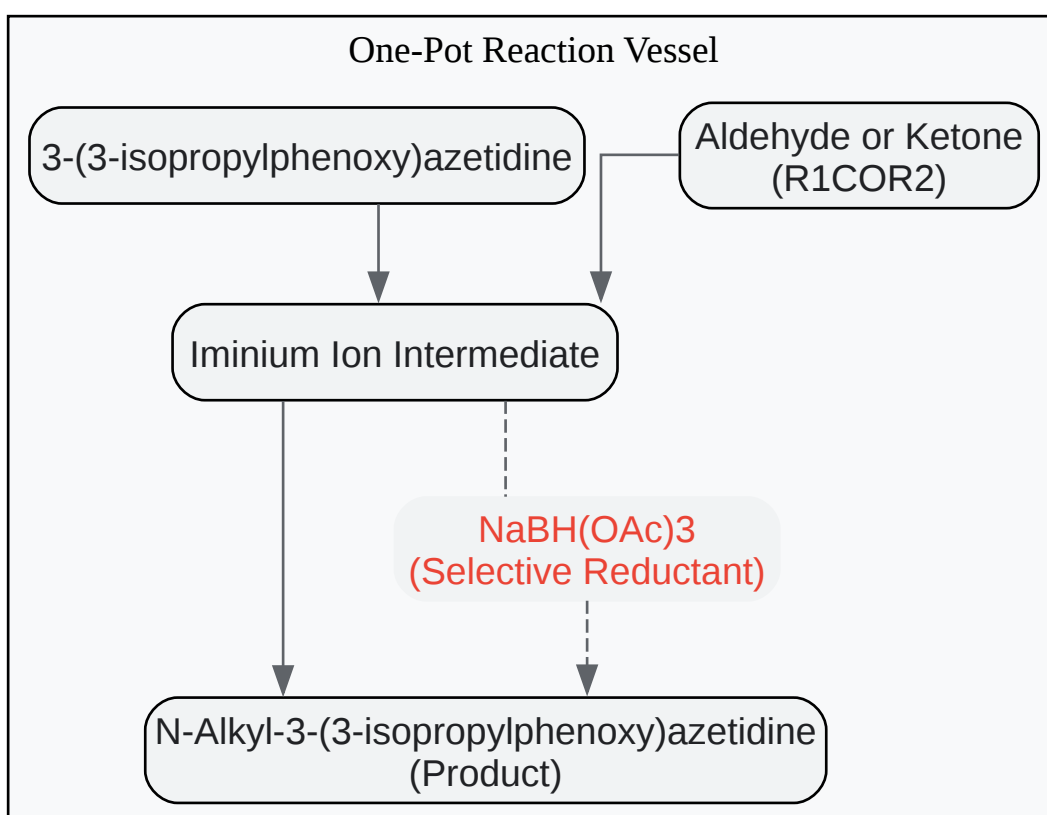 One-Pot Reaction Vessel
3-(3-isopropylphenoxy)azetidine
Aldehyde or Ketone
(R1COR2)
Iminium Ion Intermediate
NaBH(OAc)3
(Selective Reductant)
N-Alkyl-3-(3-isopropylphenoxy)azetidine
(Product)